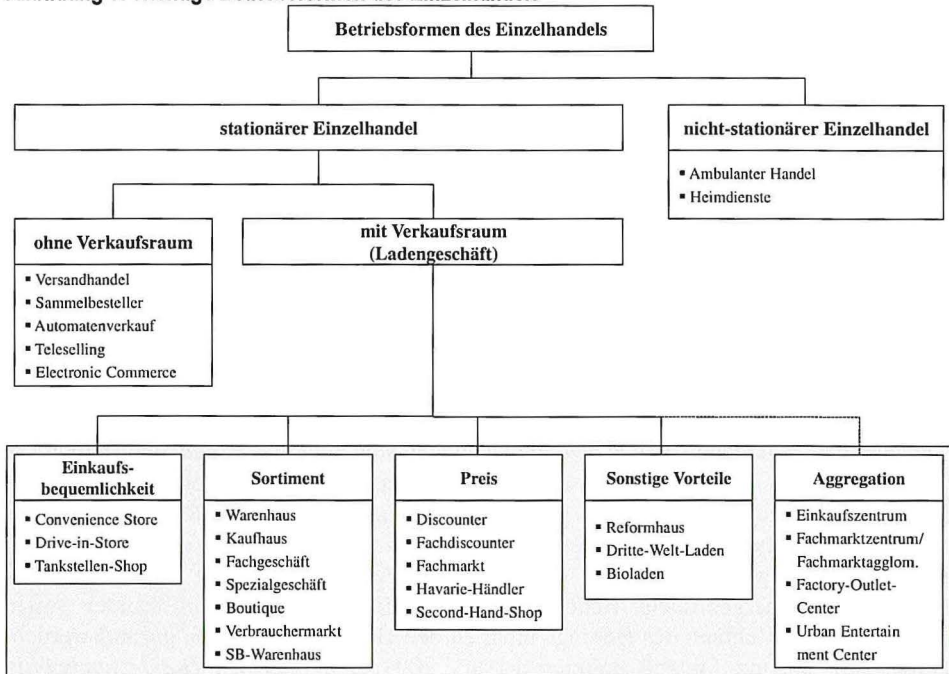 Betriebsformen des Einzelhandels
stationärer Einzelhandel
nicht-stationärer Einzelhandel
▪ Ambulanter Handel
▪ Heimdienste
ohne Verkaufsraum
▪ Versandhandel
▪ Sammelbesteller
▪ Automatenverkauf
▪ Teleselling
▪ Electronic Commerce
mit Verkaufsraum
(Ladengeschäft)
Einkaufs-
bequemlichkeit
▪ Convenience Store
▪ Drive-in-Store
▪ Tankstellen-Shop
Sortiment
▪ Warenhaus
▪ Kaufhaus
▪ Fachgeschäft
▪ Spezialgeschäft
▪ Boutique
▪ Verbrauchermarkt
▪ SB-Warenhaus
Preis
▪ Discounter
▪ Fachdiscounter
▪ Fachmarkt
▪ Havarie-Händler
▪ Second-Hand-Shop
Sonstige Vorteile
▪ Reformhaus
▪ Dritte-Welt-Laden
▪ Bioladen
Aggregation
▪ Einkaufszentrum
▪ Fachmarktzentrum/
Fachmarktagglom.
▪ Factory-Outlet-
Center
▪ Urban Entertain
ment Center